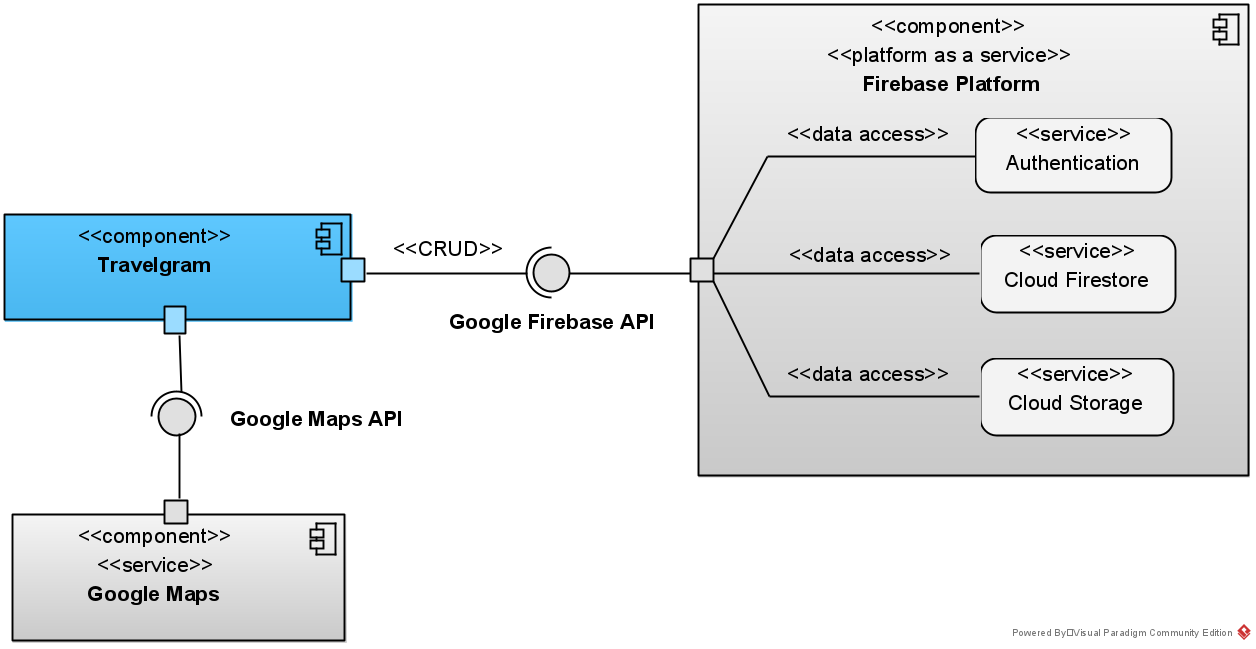 <<component>>
<<platform as a service>>
Firebase Platform
<<data access>>
<<service>>
Authentication
<<component>>
Travelgram
<<CRUD>>
Google Firebase API
<<data access>>
<<service>>
Cloud Firestore
<<data access>>
<<service>>
Cloud Storage
Google Maps API
<<component>>
<<service>>
Google Maps
Powered By□Visual Paradigm Community Edition